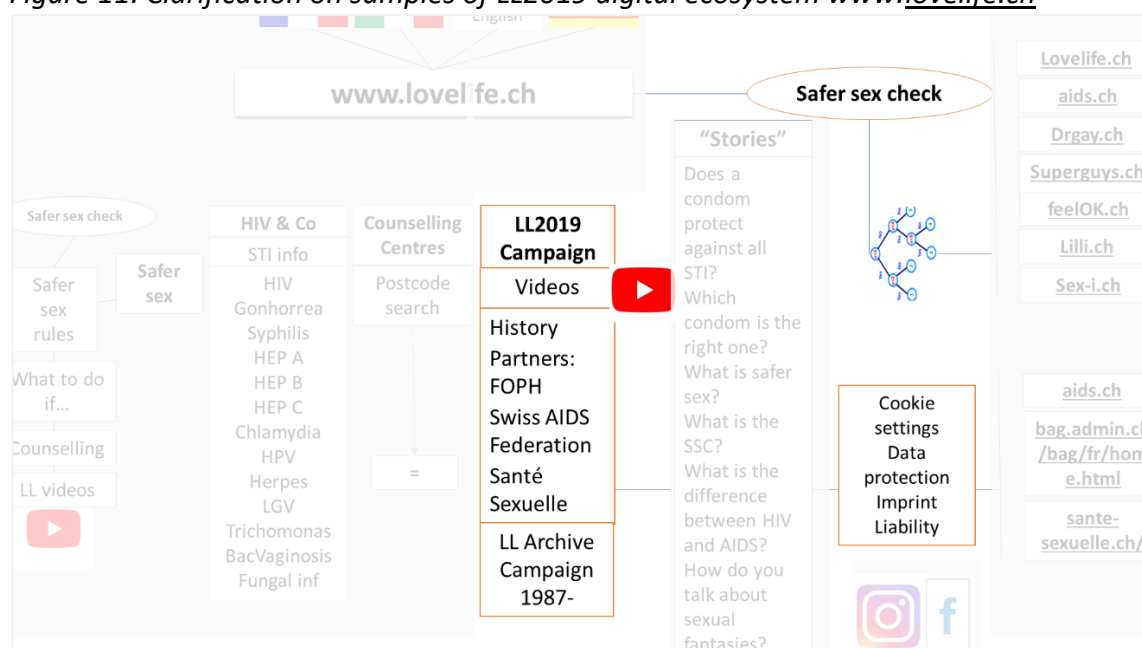 Figure 11. Clarification on samples of LL2019 digital ecosystem www.lovelife.ch
English
www.lovelife.ch
Safer sex check
Safer sex check
Safer
sex
rules
What to do
if...
Counselling
LL videos
Safer
sex
HIV & Co
STI info
HIV
Gonhorrea
Syphilis
HEP A
HEP B
HEP C
Chlamydia
HPV
Herpes
LGV
Trichomonas
BacVaginosis
Fungal inf
Counselling
Centres
Postcode
search
=
LL2019
Campaign
Videos
History
Partners:
FOPH
Swiss AIDS
Federation
Santé
Sexuelle
LL Archive
Campaign
1987-
“Stories”
Does a
condom
protect
against all
STI?
Which
condom is the
right one?
What is safer
sex?
What is the
SSC?
What is the
difference
between HIV
and AIDS?
How do you
talk about
sexual
fantasies?
Cookie
settings
Data
protection
Imprint
Liability
Lovelife.ch
aids.ch
Drgay.ch
Superguys.ch
feelOK.ch
Lilli.ch
Sex-i.ch
aids.ch
bag.admin.ch
/bag/fr/hom
e.html
sante-
sexuelle.ch/